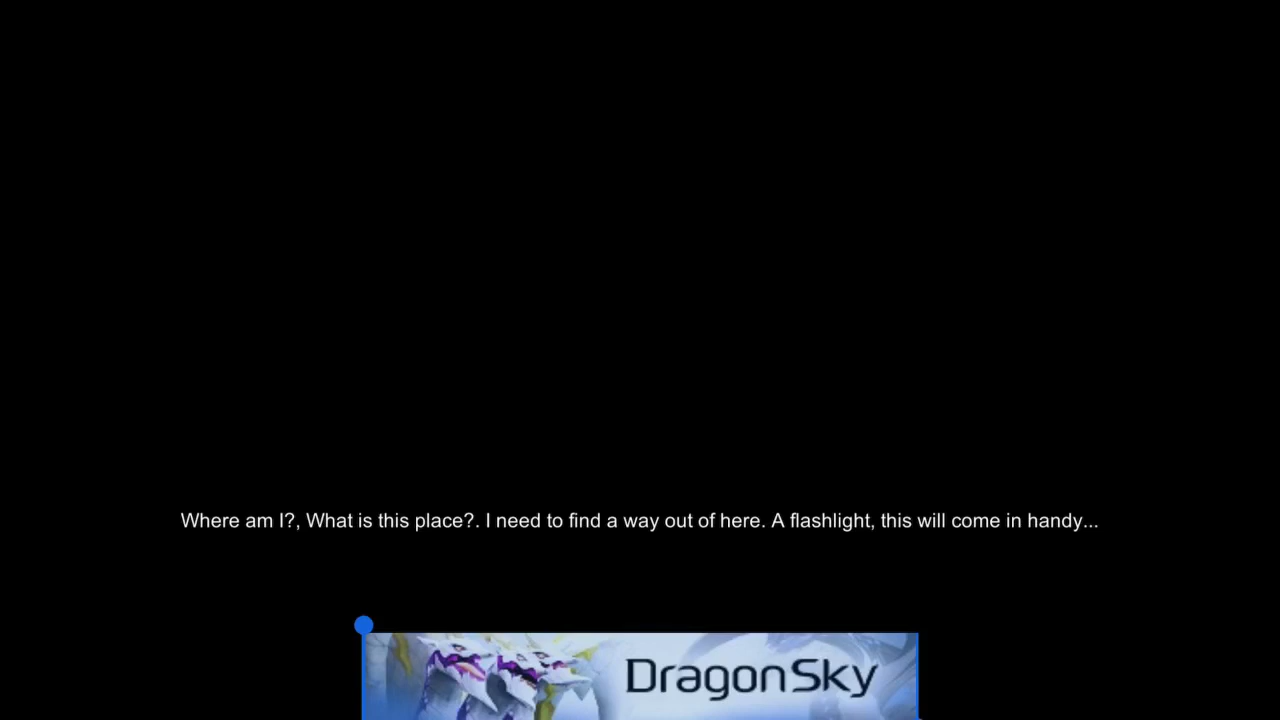 Where am I?, What is this place?. I need to find a way out of here. A flashlight, this will come in handy...
DragonSky